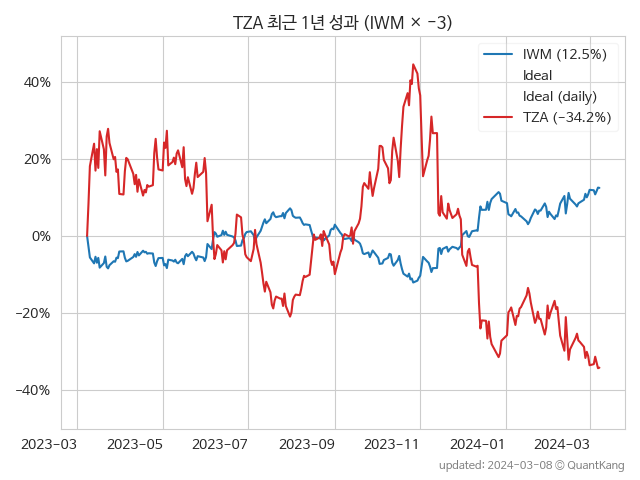 TZA 최근 1년 성과 (IWM × −3)
IWM (12.5%)
Ideal
Ideal (daily)
TZA (−34.2%)
40%
20%
0%
−20%
−40%
2023−03
2023−05
2023−07
2023−09
2023−11
2024−01
2024−03
updated: 2024-03-08 © QuantKang